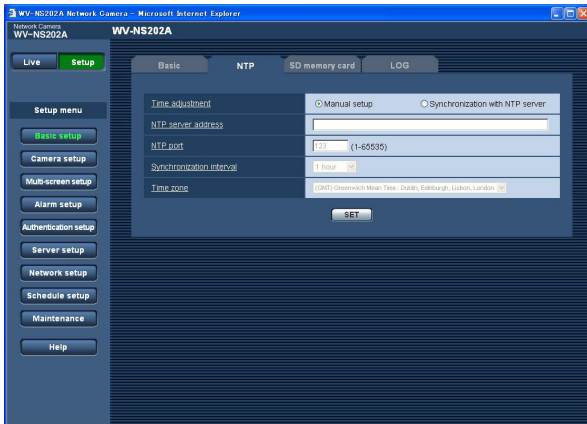 WV-NS202A Network Camera - Microsoft Internet Explorer
Network Camera
WV-NS202A
WV-NS202A
Live Setup
Basic NTP SD memory card LOG
Setup menu
Basic setup
Camera setup
Multi-screen setup
Alarm setup
Authentication setup
Server setup
Network setup
Schedule setup
Maintenance
Help
Time adjustment Manual setup Synchronization with NTP server
NTP server address
NTP port 123 (1-65535)
Synchronization interval 1 hour
Time zone (GMT) Greenwich Mean Time : Dublin, Edinburgh, Lisbon, London
SET